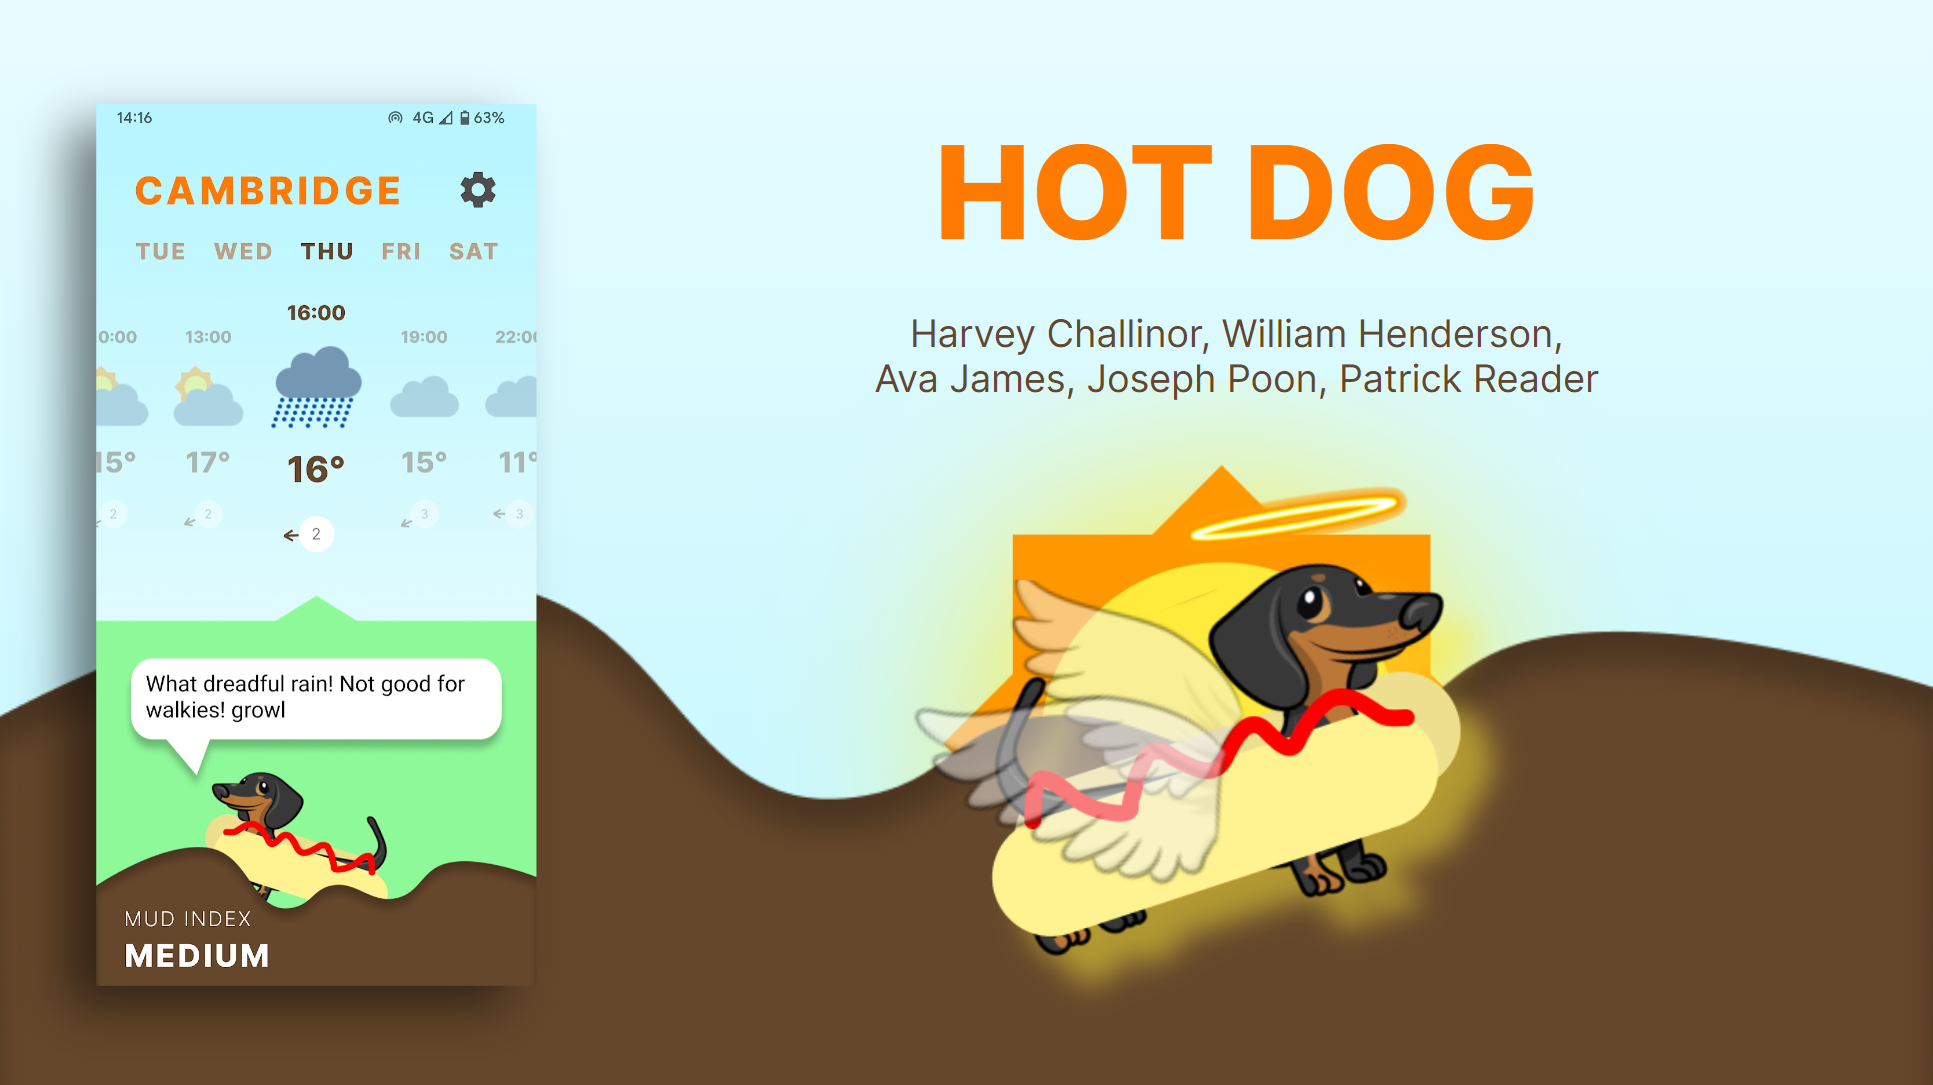 14:16 4G 63%
CAMBRIDGE
TUE WED THU FRI SAT
16:00
0:00 13:00 19:00 22:00
15° 17° 16° 15° 11°
2 2 2 3 3
What dreadful rain! Not good for
walkies! growl
MUD INDEX
MEDIUM
HOT DOG
Harvey Challinor, William Henderson,
Ava James, Joseph Poon, Patrick Reader